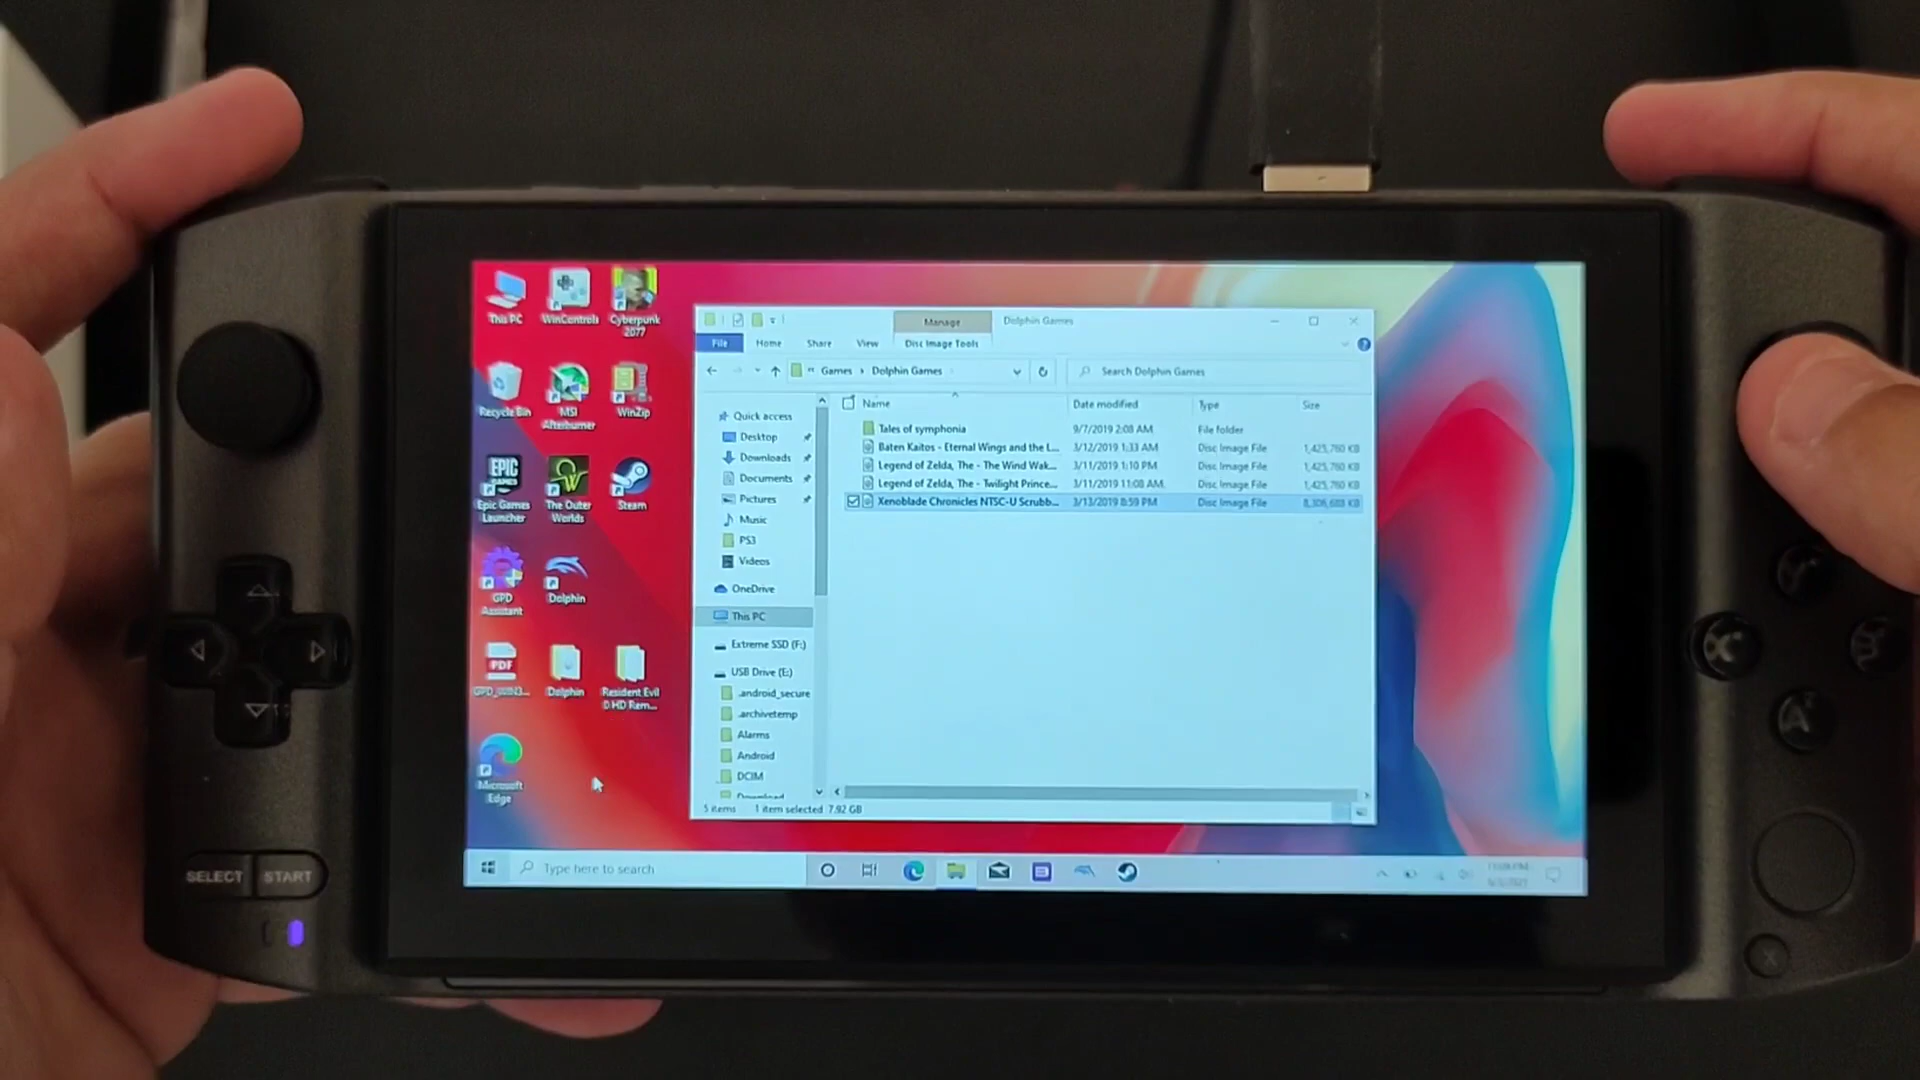 This PC
WinControls
Cyberpunk 2077
Recycle Bin
MSI Afterburner
WinZip
EPIC GAMES
Epic Games Launcher
The Outer Worlds
Steam
GPD Assistant
Dolphin
PDF
GPD_WIN3...
Dolphin
Resident Evil 0 HD Rem...
Microsoft Edge
Manage
Dolphin Games
File
Home
Share
View
Disc Image Tools
Games › Dolphin Games
Search Dolphin Games
Name Date modified Type Size
Tales of symphonia 9/7/2019 2:08 AM File folder
Baten Kaitos - Eternal Wings and the L... 3/12/2019 1:33 AM Disc Image File 1,425,760 KB
Legend of Zelda, The - The Wind Wak... 3/11/2019 1:10 PM Disc Image File 1,425,760 KB
Legend of Zelda, The - Twilight Prince... 3/11/2019 11:08 AM Disc Image File 1,425,760 KB
Xenoblade Chronicles NTSC-U Scrubb... 3/13/2019 8:59 PM Disc Image File
Quick access
Desktop
Downloads
Documents
Pictures
Music
PS3
Videos
OneDrive
This PC
Extreme SSD (F:)
USB Drive (E:)
.android_secure
.archivetemp
Alarms
Android
DCIM
Download
5 items 1 item selected 7.92 GB
Type here to search
SELECT START
Y
X
A